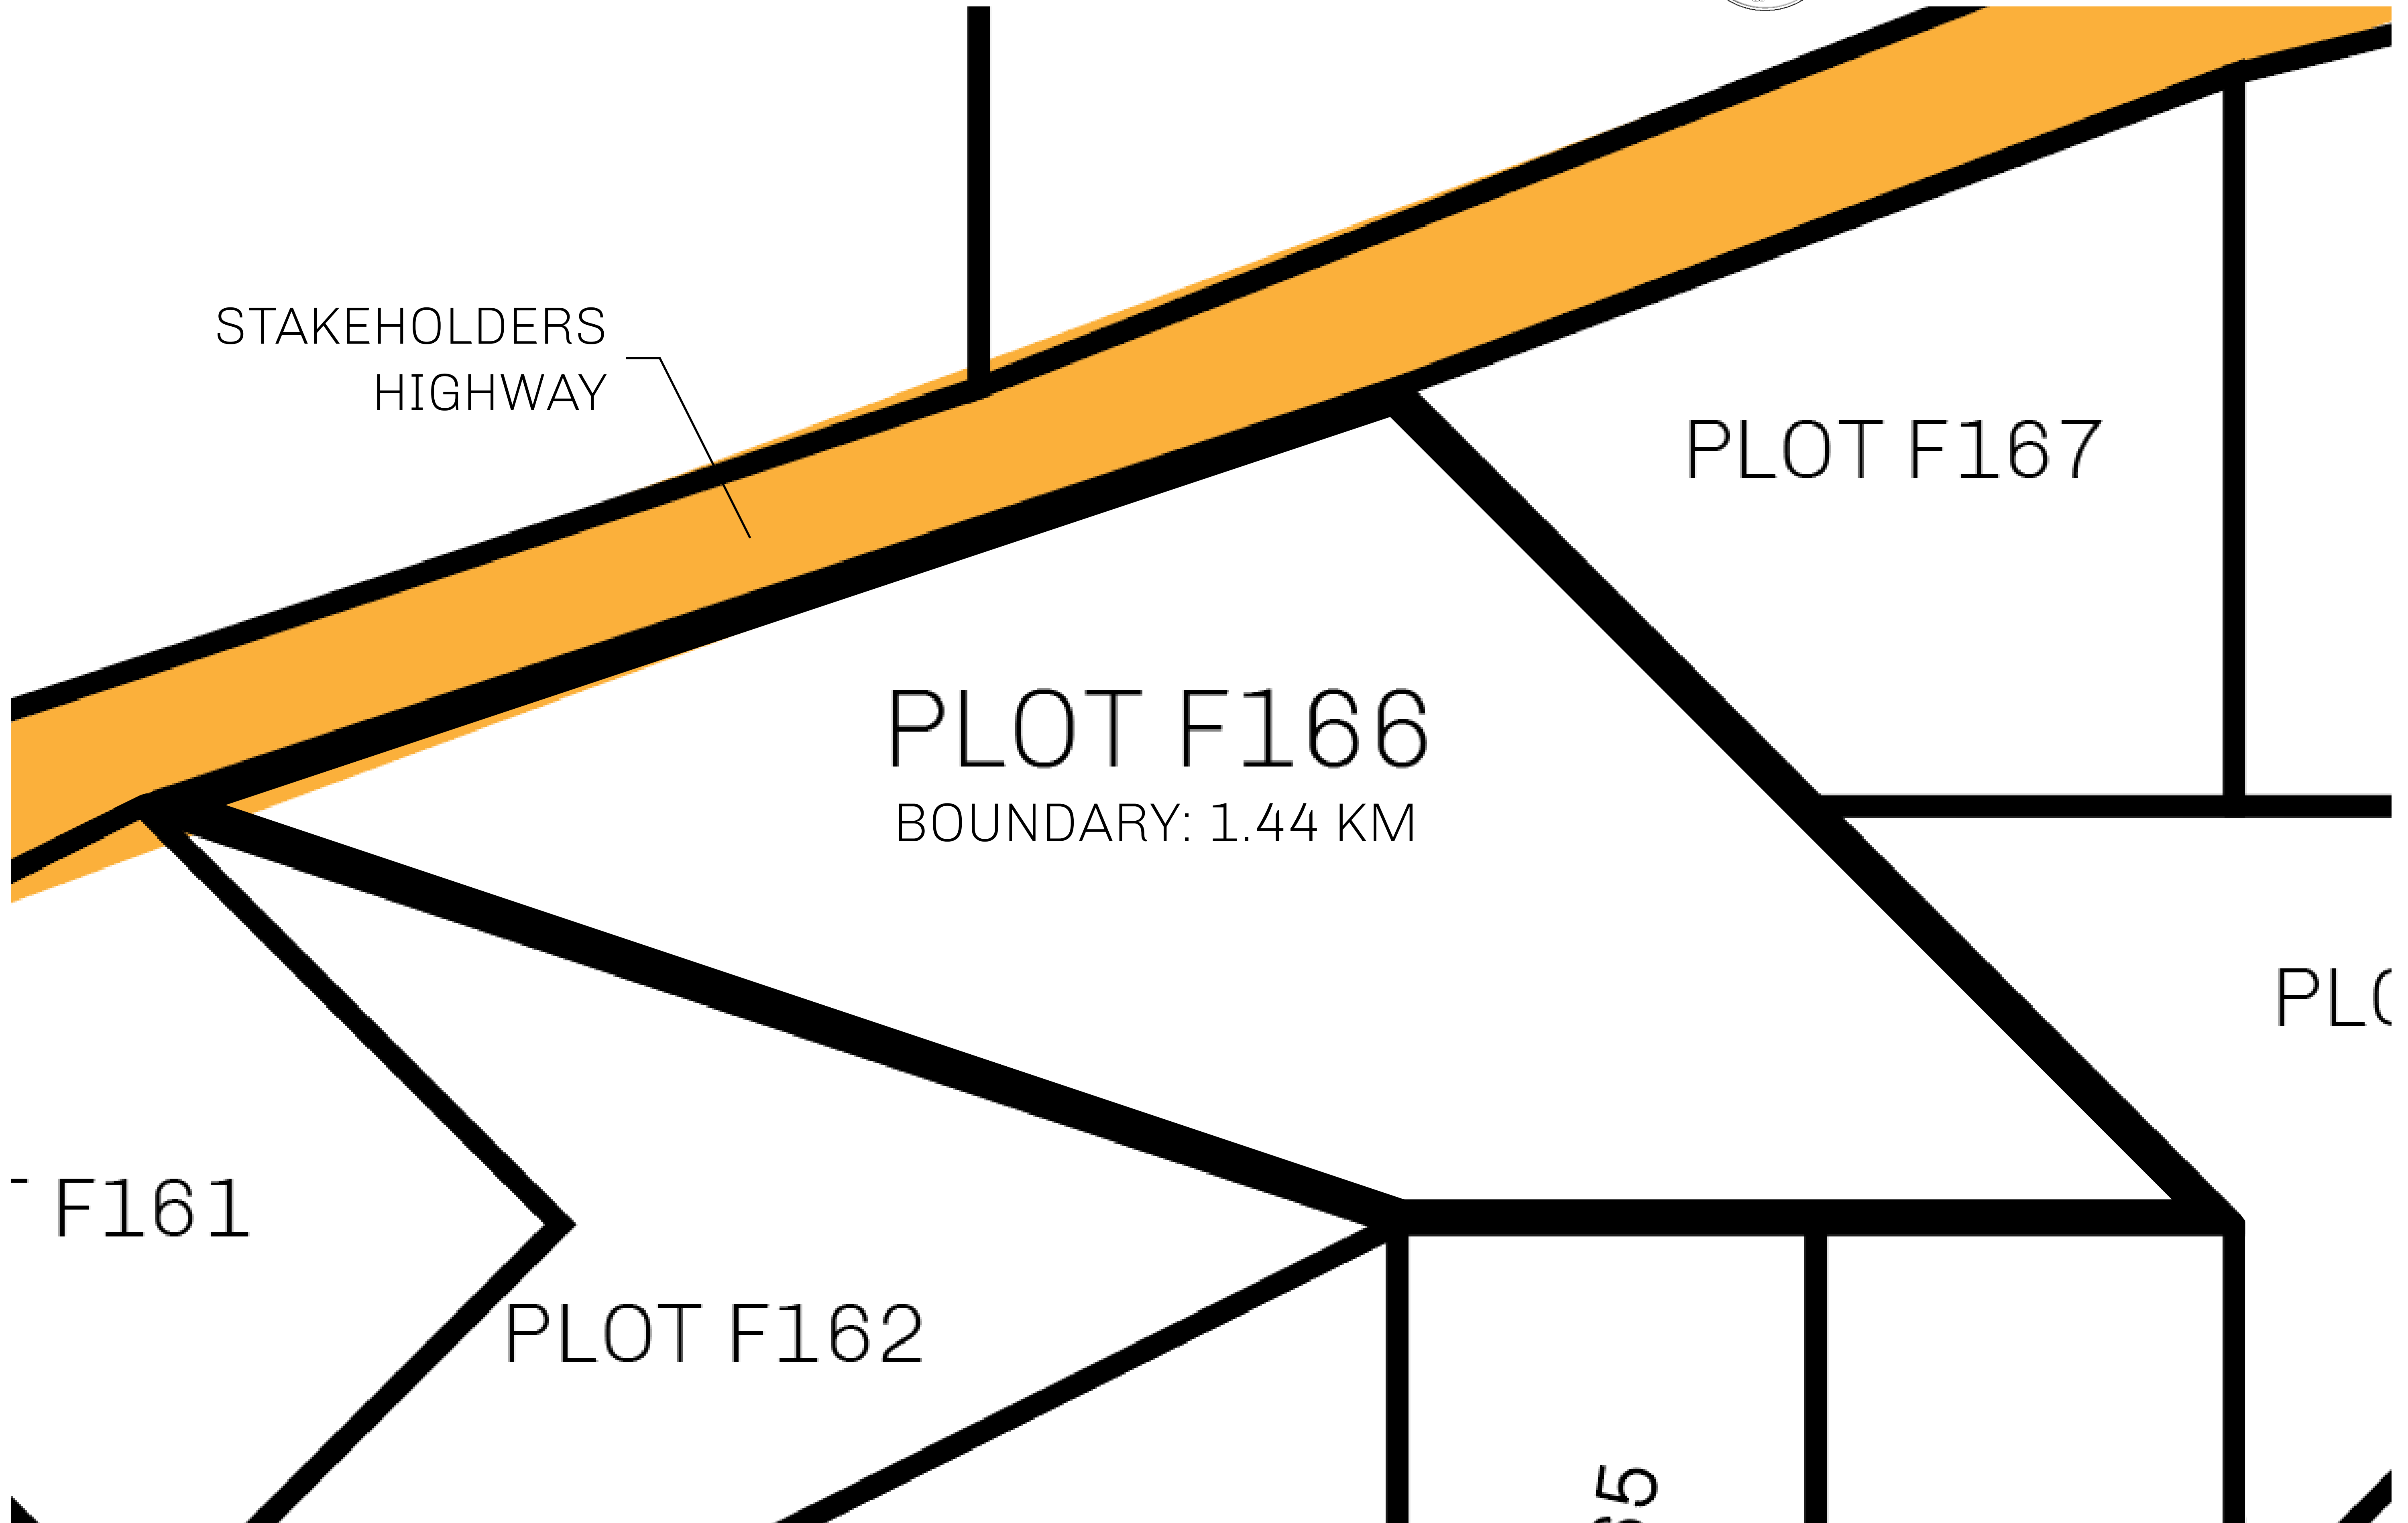 STAKEHOLDERS
HIGHWAY
PLOT F167
PLOT F166
BOUNDARY: 1.44 KM
F161
PLOT F162